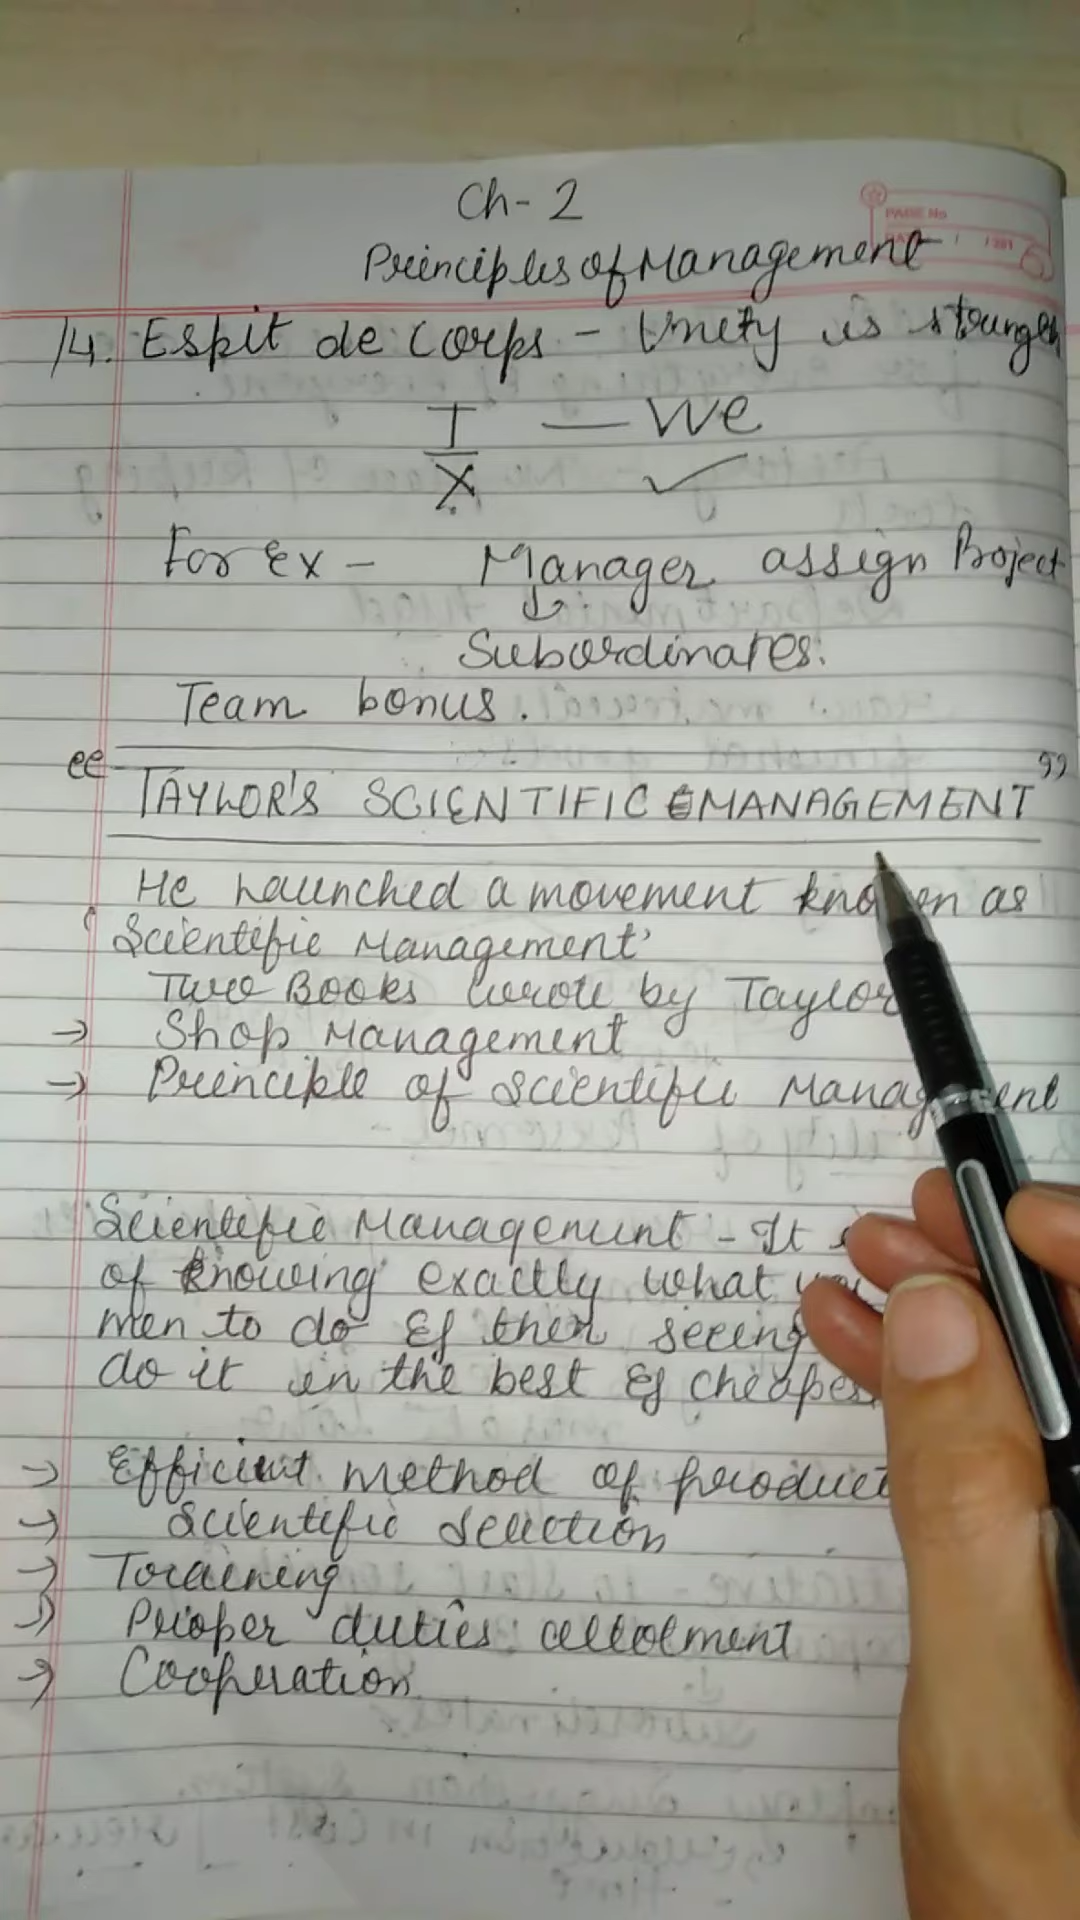 Ch-2
PAGE No
Principles of Management
14. Espit de Corps - Unity is strength
I — We
X ✓
For Ex - Manager assign Project
↓
Subordinates.
Team bonus.
"TAYLOR'S SCIENTIFIC MANAGEMENT"
He launched a movement known as
'Scientific Management'
Two Books wrote by Taylor
→ Shop Management
→ Principle of Scientific Management
Scientific Management - It
of knowing exactly what
men to do & then seeing
do it in the best &
→ Efficient method of
→ Scientific Selection
→ Training
→ Proper duties allotment
→ Cooperation